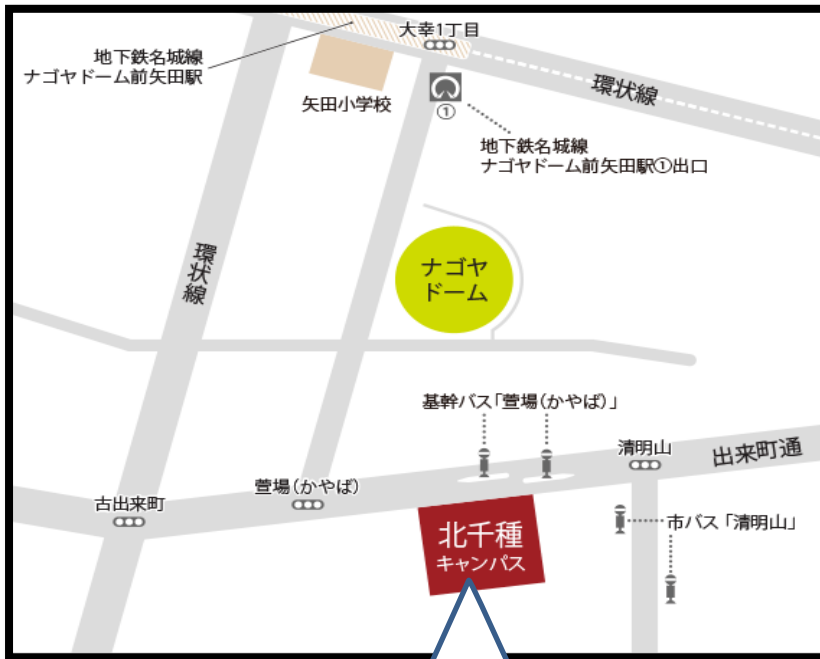 大幸1丁目
地下鉄名城線
ナゴヤドーム前矢田駅
矢田小学校
①
環状線
地下鉄名城線
ナゴヤドーム前矢田駅①出口
環状線
ナゴヤ
ドーム
基幹バス「萱場(かやば)」
清明山
出来町通
萱場(かやば)
古出来町
北千種
キャンパス
市バス「清明山」